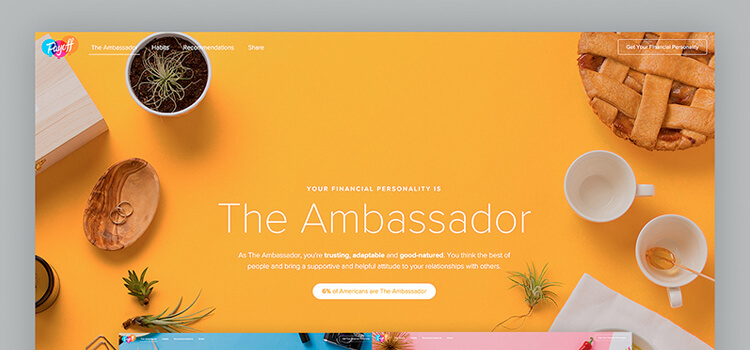 Payoff
The Ambassador Habits Recommendations Share
Get Your Financial Personality
YOUR FINANCIAL PERSONALITY IS
The Ambassador
As The Ambassador, you're trusting, adaptable and good-natured. You think the best of
people and bring a supportive and helpful attitude to your relationships with others.
6% of Americans are The Ambassador